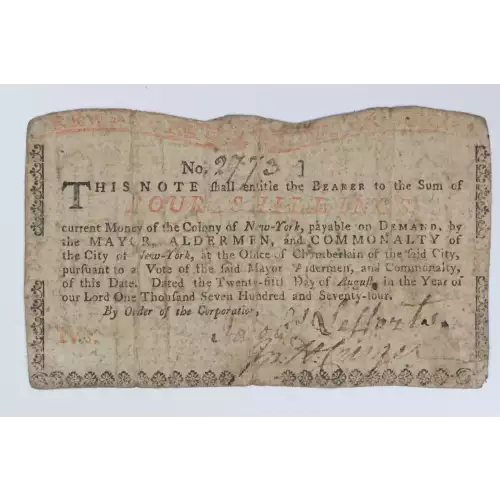 No. 2773
THIS NOTE shall entitle the BEARER to the Sum of
FOUR SHILLINGS
current Money of the Colony of New-York, payable on DEMAND, by
the MAYOR, ALDERMEN, and COMMONALTY of
the City of New-York, at the Office of Chamberlain of the said City,
pursuant to a Vote of the said Mayor Aldermen, and Commonalty,
of this Date. Dated the Twenty-fifth Day of August, in the Year of
our Lord One Thousand Seven Hundred and Seventy-four.
By Order of the Corporation,
Lefferts
Cruger